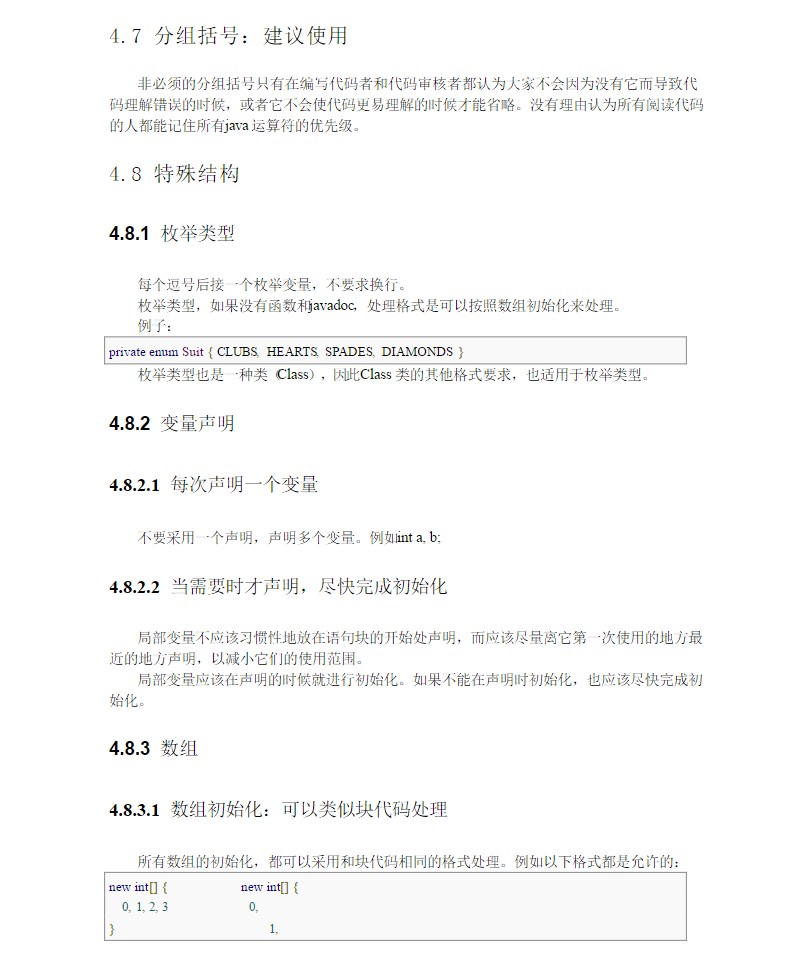 4.7 分组括号：建议使用
非必须的分组括号只有在编写代码者和代码审核者都认为大家不会因为没有它而导致代
码理解错误的时候，或者它不会使代码更易理解的时候才能省略。没有理由认为所有阅读代码
的人都能记住所有java 运算符的优先级。
4.8 特殊结构
4.8.1 枚举类型
每个逗号后接一个枚举变量，不要求换行。
枚举类型，如果没有函数和javadoc，处理格式是可以按照数组初始化来处理。
例子：
private enum Suit { CLUBS, HEARTS, SPADES, DIAMONDS }
枚举类型也是一种类（Class），因此Class 类的其他格式要求，也适用于枚举类型。
4.8.2 变量声明
4.8.2.1 每次声明一个变量
不要采用一个声明，声明多个变量。例如int a, b;
4.8.2.2 当需要时才声明，尽快完成初始化
局部变量不应该习惯性地放在语句块的开始处声明，而应该尽量离它第一次使用的地方最
近的地方声明，以减小它们的使用范围。
局部变量应该在声明的时候就进行初始化。如果不能在声明时初始化，也应该尽快完成初
始化。
4.8.3 数组
4.8.3.1 数组初始化：可以类似块代码处理
所有数组的初始化，都可以采用和块代码相同的格式处理。例如以下格式都是允许的：
new int[] { new int[] {
0, 1, 2, 3 0,
} 1,